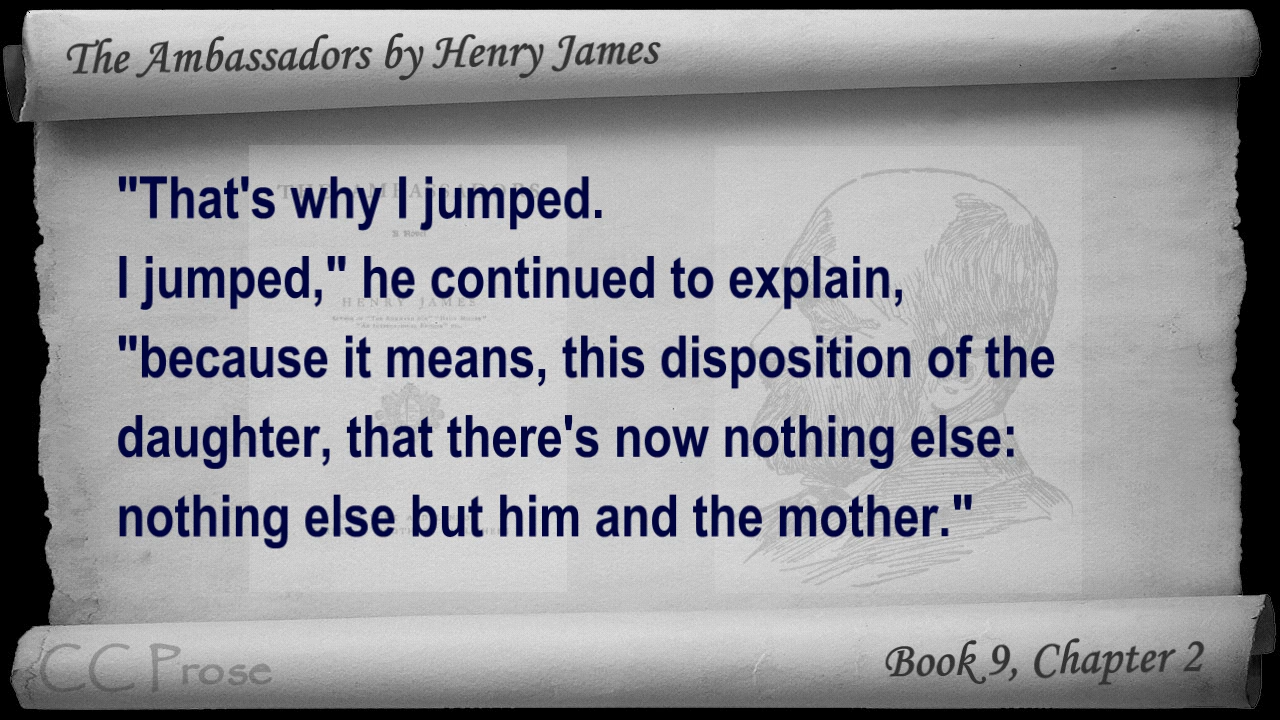 The Ambassadors by Henry James
"That's why I jumped.
I jumped," he continued to explain,
"because it means, this disposition of the
daughter, that there's now nothing else:
nothing else but him and the mother."
HENRY JAMES
CC Prose
Book 9, Chapter 2